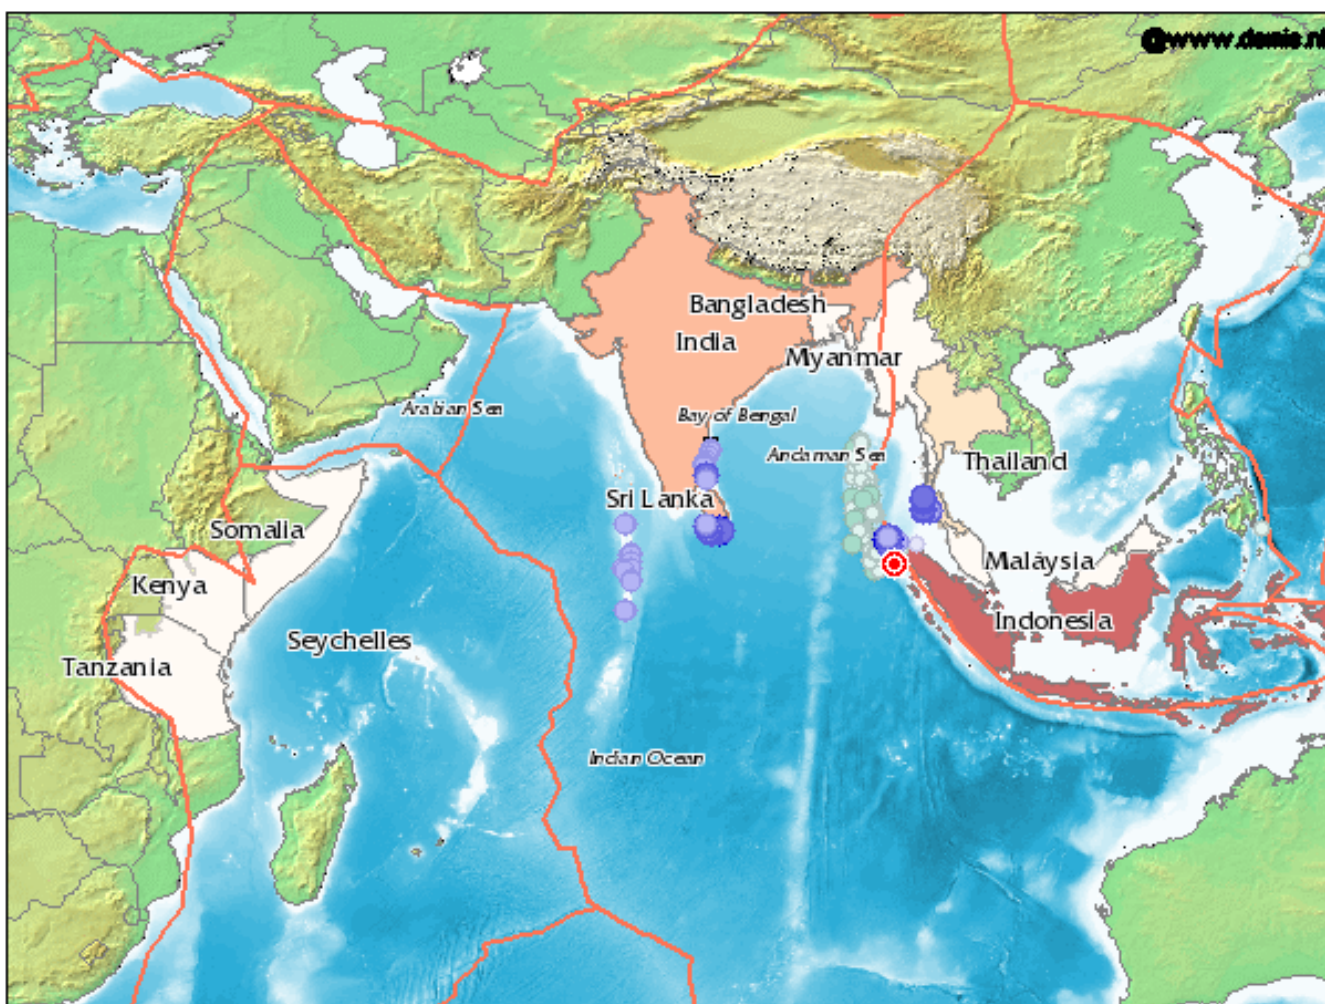 @www.demis.nl
Bangladesh
India
Myanmar
Arabian Sea
Bay of Bengal
Andaman Sea
Thailand
Sri Lanka
Somalia
Malaysia
Kenya
Indonesia
Seychelles
Tanzania
Indian Ocean